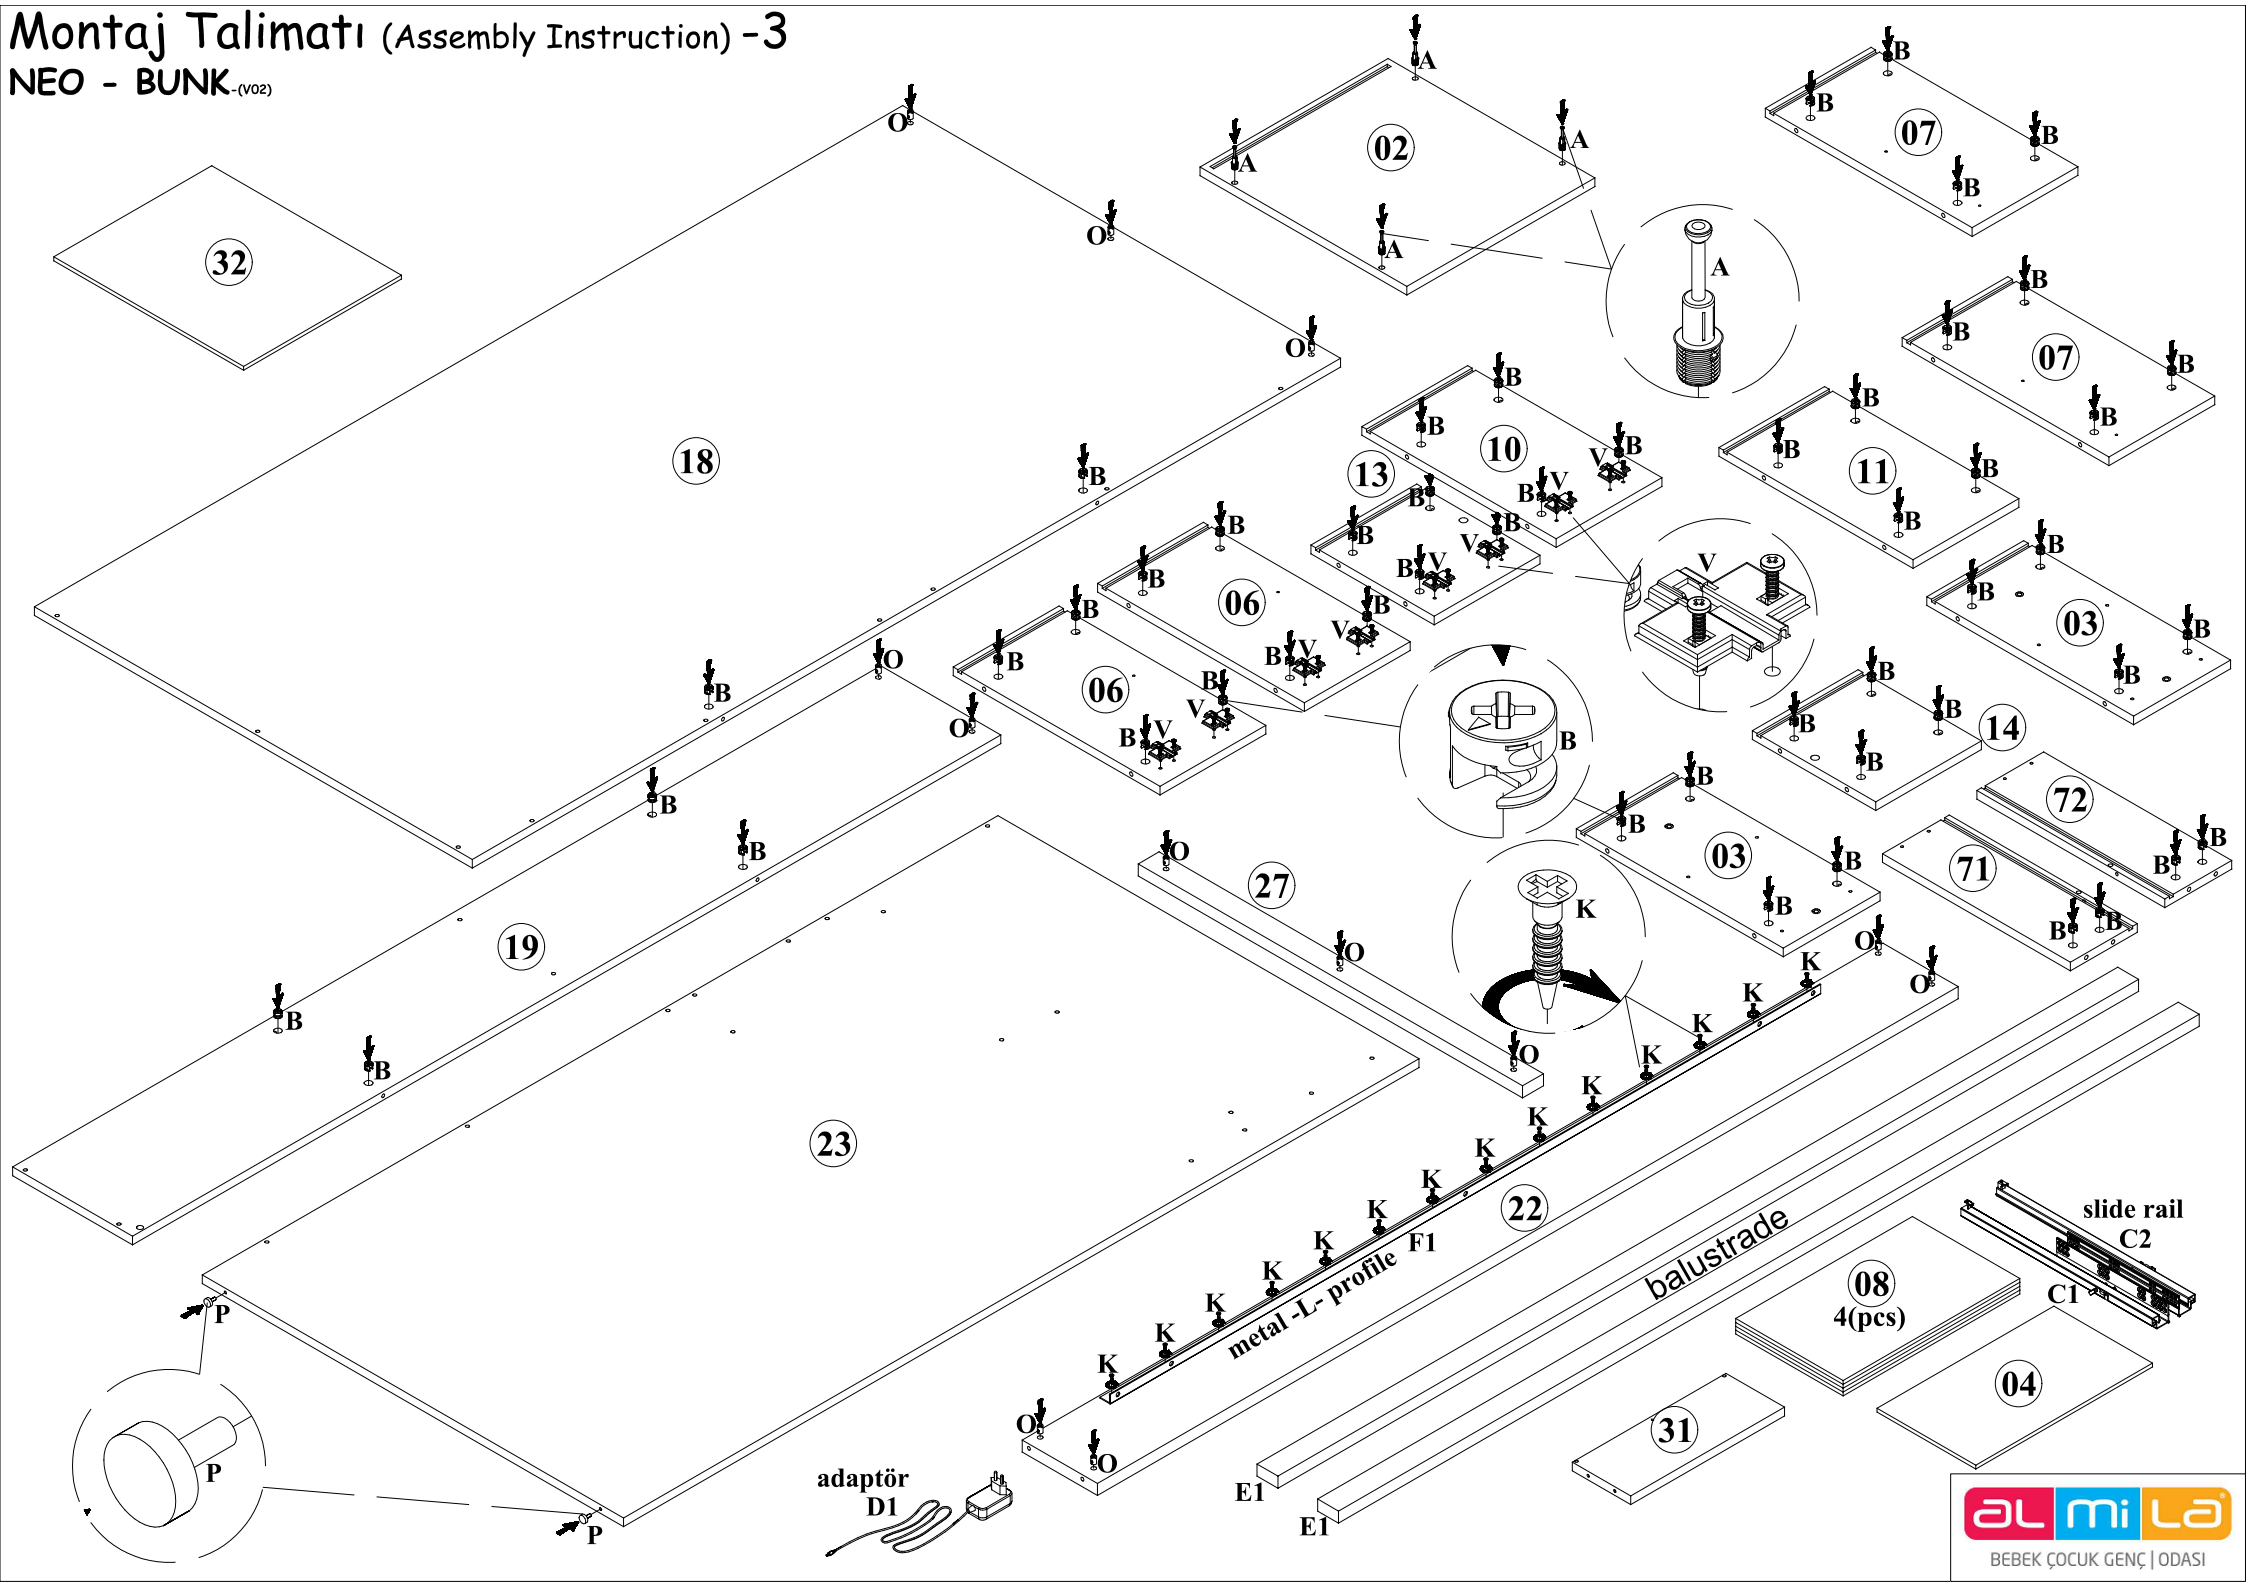 Montaj Talimatı (Assembly Instruction) -3
NEO - BUNK-(V02)
32
18
O
O
O
B
B
02
A
A
A
A
A
07
B
B
B
B
07
B
B
B
B
10
B
B
B
B
V
V
13
B
B
B
B
V
V
11
B
B
B
B
V
03
B
B
B
B
06
B
B
B
B
V
V
06
B
B
B
B
V
V
B
14
B
B
B
B
03
B
B
B
B
72
B
B
71
B
B
19
O
O
B
B
B
B
27
O
O
O
K
23
P
P
P
22
O
O
O
O
K
K
K
K
K
K
K
K
K
K
K
K
K
K
F1
metal -L- profile
balustrade
E1
E1
slide rail
C2
C1
08
4(pcs)
04
31
adaptör
D1
almila
BEBEK ÇOCUK GENÇ | ODASI